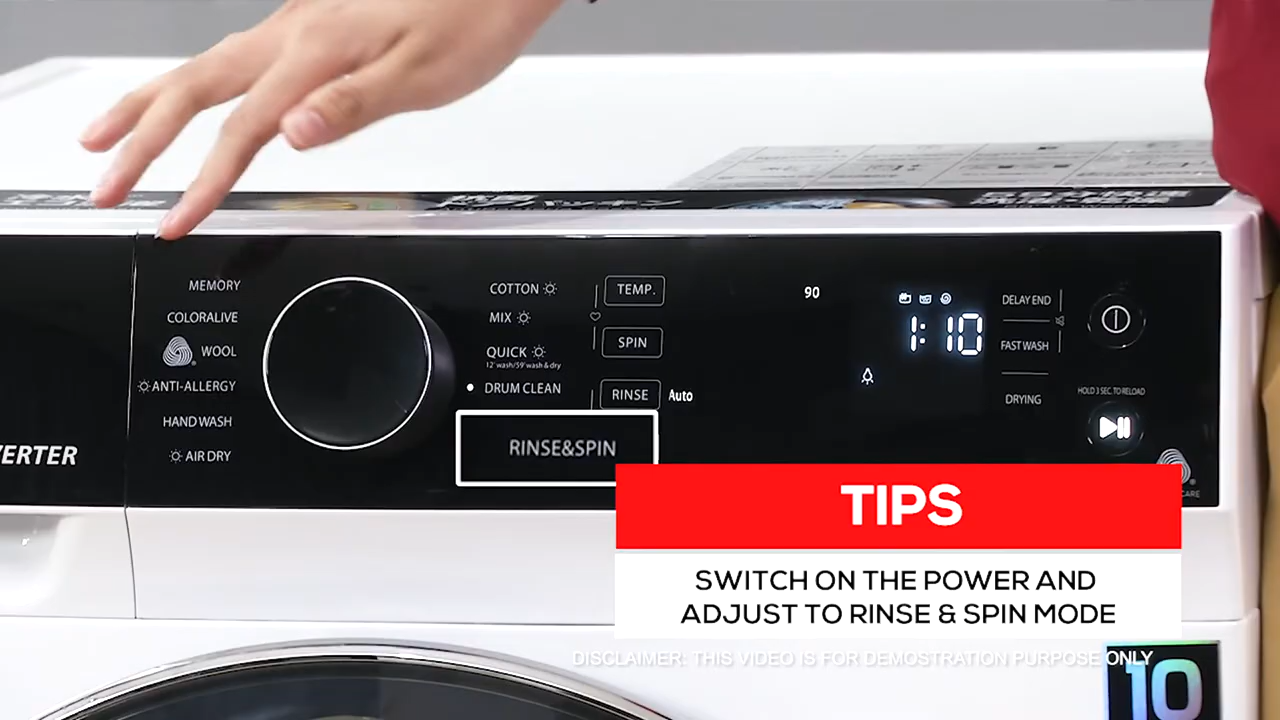 MEMORY
COLORALIVE
WOOL
ANTI-ALLERGY
HAND WASH
AIR DRY
COTTON
MIX
QUICK
12' wash/59' wash & dry
DRUM CLEAN
RINSE&SPIN
TEMP.
SPIN
RINSE
Auto
90
1:10
DELAY END
FAST WASH
DRYING
HOLD 3 SEC. TO RELOAD
CARE
VERTER
TIPS
SWITCH ON THE POWER AND
ADJUST TO RINSE & SPIN MODE
DISCLAIMER: THIS VIDEO IS FOR DEMOSTRATION PURPOSE ONLY
10